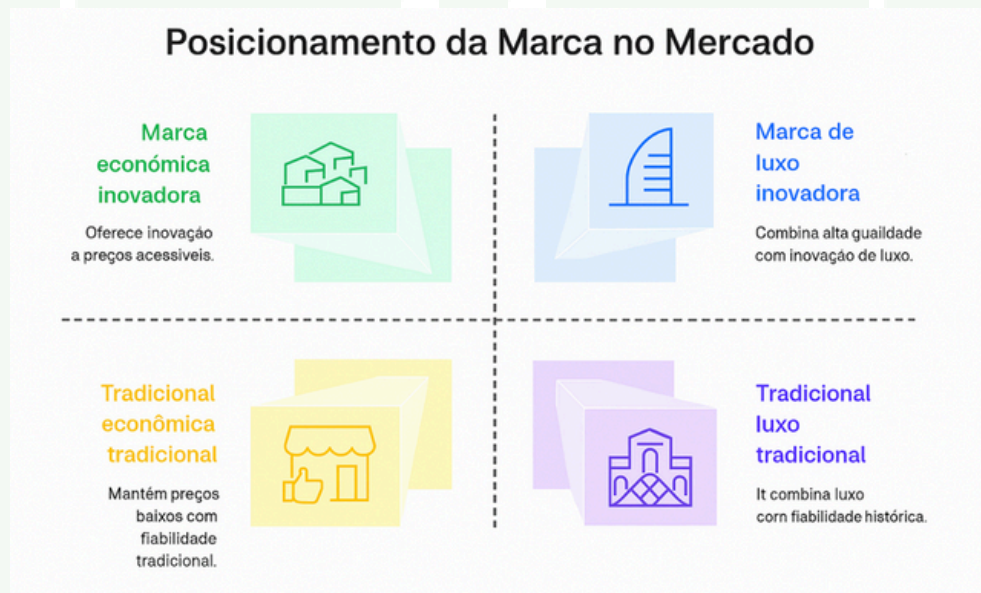 Posicionamento da Marca no Mercado
Marca
económica
inovadora
Oferece inovação
a preços acessiveis.
Marca de
luxo
inovadora
Combina alta guaildade
com inovação de luxo.
Tradicional
econômica
tradicional
Mantém preços
baixos com
fiabilidade
tradicional.
Tradicional
luxo
tradicional
It combina luxo
corn fiabilidade histórica.